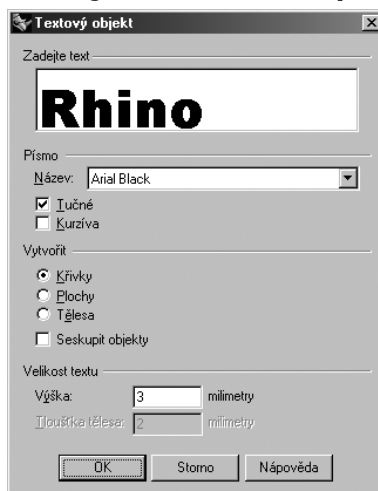 Textový objekt
Zadejte text
Rhino
Písmo
Název: Arial Black
Tučné
Kurzíva
Vytvořit
Křivky
Plochy
Tělesa
Seskupit objekty
Velikost textu
Výška: 3 milimetry
Tloušťka tělesa: 2 milimetry
OK Storno Nápověda